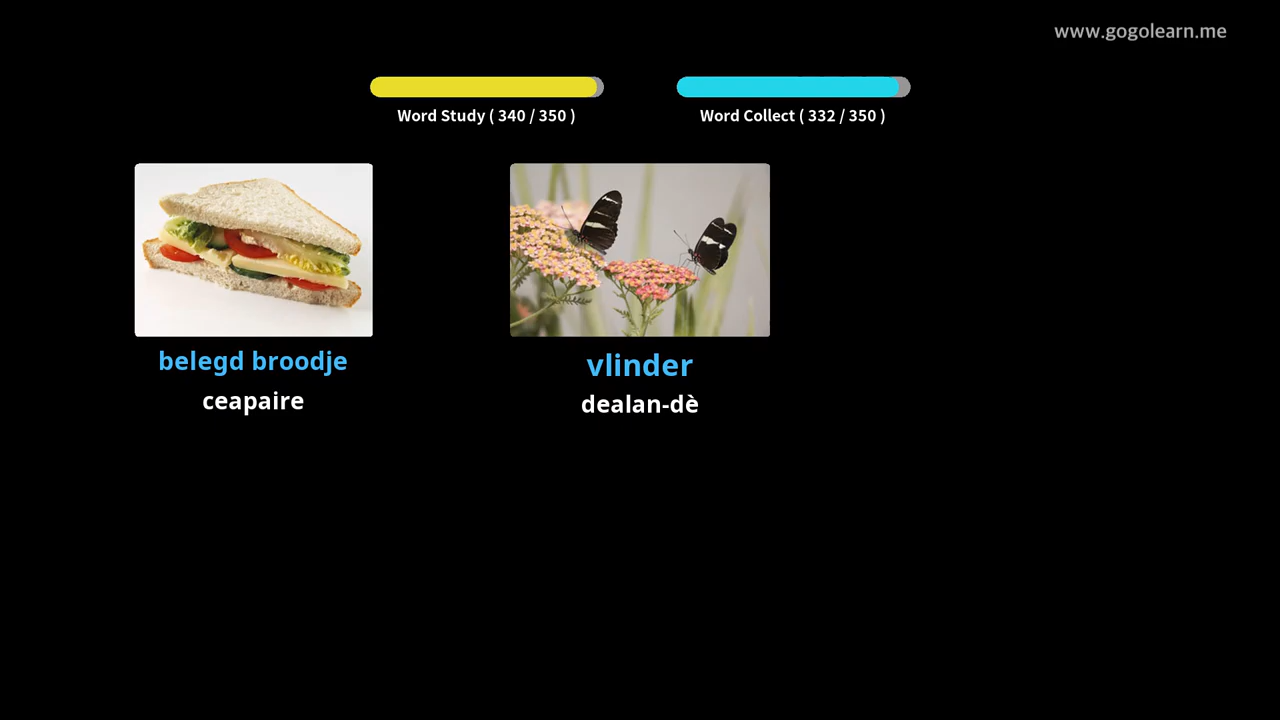 www.gogolearn.me
Word Study ( 340 / 350 )
Word Collect ( 332 / 350 )
belegd broodje
ceapaire
vlinder
dealan-dè